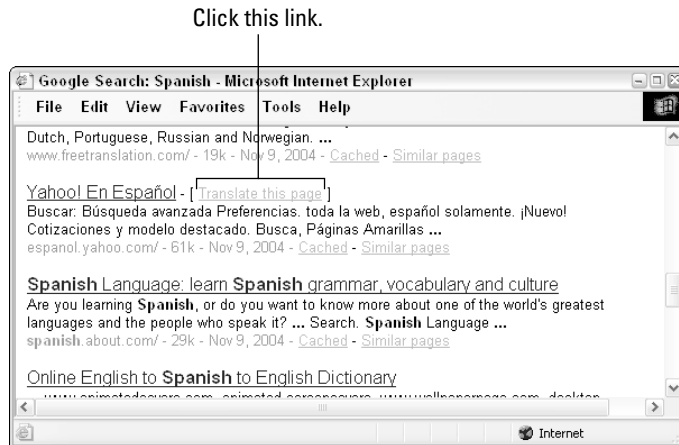 Click this link.
Google Search: Spanish - Microsoft Internet Explorer
File Edit View Favorites Tools Help
Dutch, Portuguese, Russian and Norwegian. ...
www.freetranslation.com/ - 19k - Nov 9, 2004 - Cached - Similar pages
Yahoo! En Español - [ Translate this page ]
Buscar: Búsqueda avanzada Preferencias. toda la web, español solamente. ¡Nuevo!
Cotizaciones y modelo destacado. Busca, Páginas Amarillas ...
espanol.yahoo.com/ - 61k - Nov 9, 2004 - Cached - Similar pages
Spanish Language: learn Spanish grammar, vocabulary and culture
Are you learning Spanish, or do you want to know more about one of the world's greatest
languages and the people who speak it? ... Search. Spanish Language ...
spanish.about.com/ - 29k - Nov 9, 2004 - Cached - Similar pages
Online English to Spanish to English Dictionary
Internet